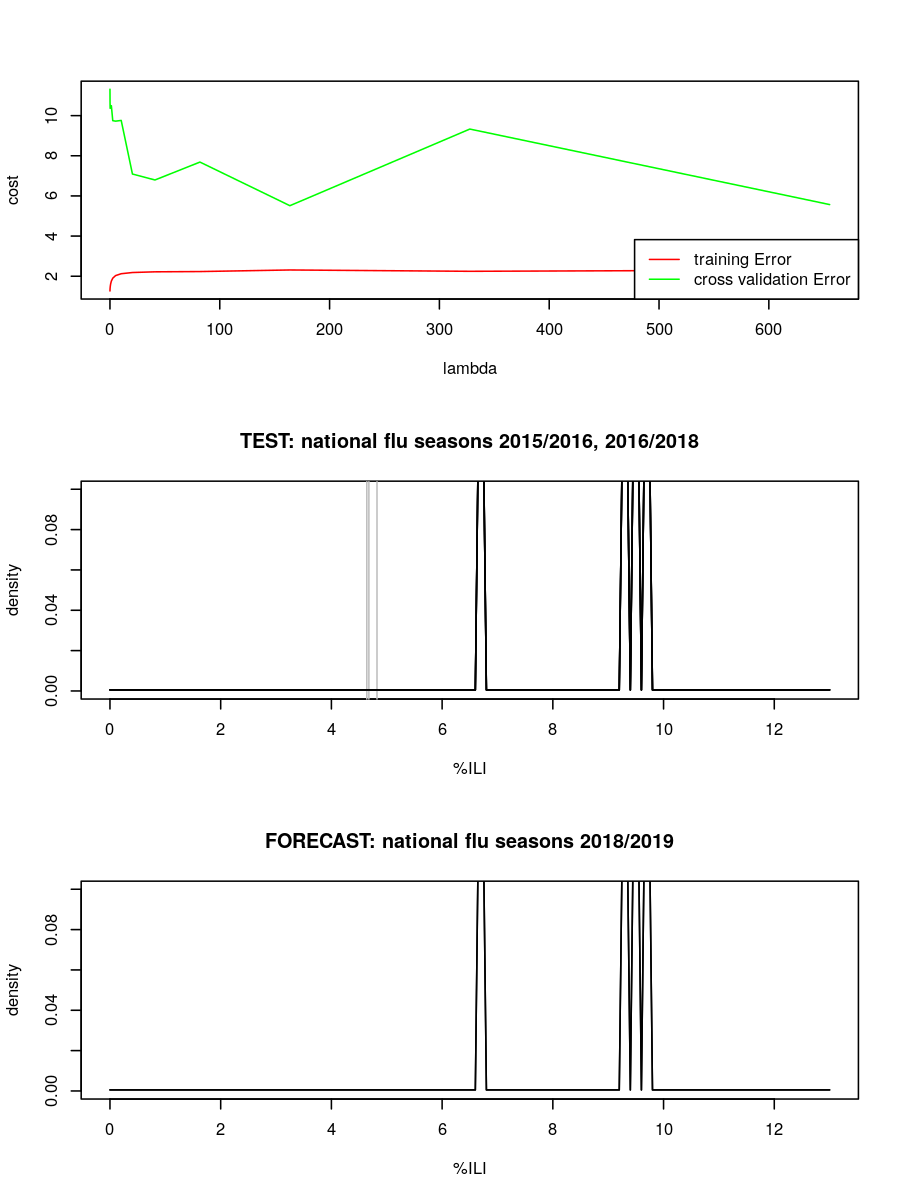 cost
10
8
6
4
2
training Error
cross validation Error
0 100 200 300 400 500 600
lambda
TEST: national flu seasons 2015/2016, 2016/2018
density
0.08
0.04
0.00
0 2 4 6 8 10 12
%ILI
FORECAST: national flu seasons 2018/2019
density
0.08
0.04
0.00
0 2 4 6 8 10 12
%ILI